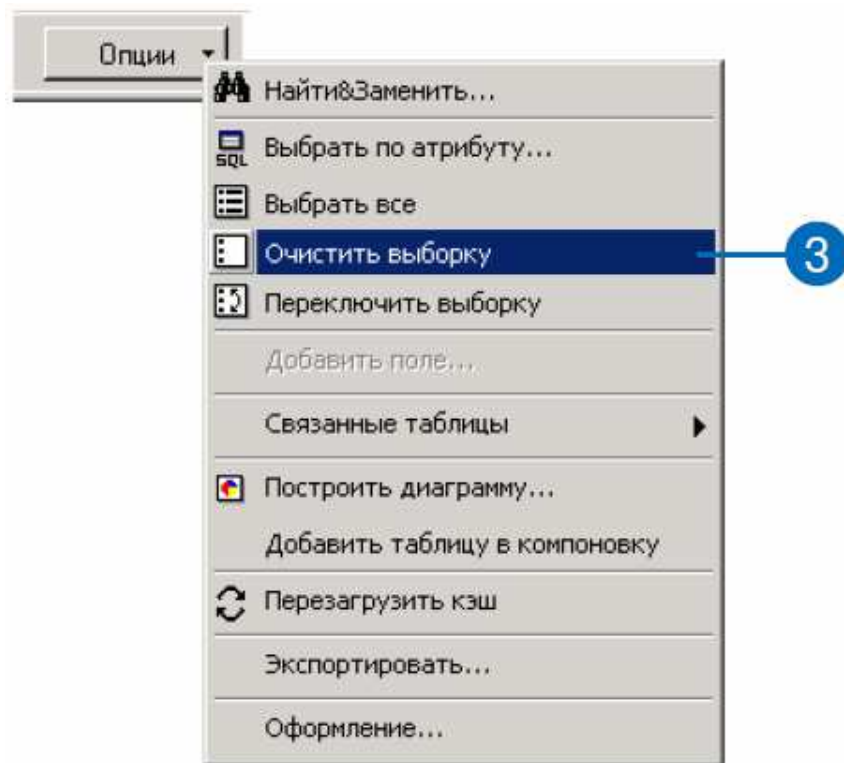 Опции
Найти&Заменить...
SQL
Выбрать по атрибуту...
Выбрать все
Очистить выборку
3
Переключить выборку
Добавить поле...
Связанные таблицы
Построить диаграмму...
Добавить таблицу в компоновку
Перезагрузить кэш
Экспортировать...
Оформление...